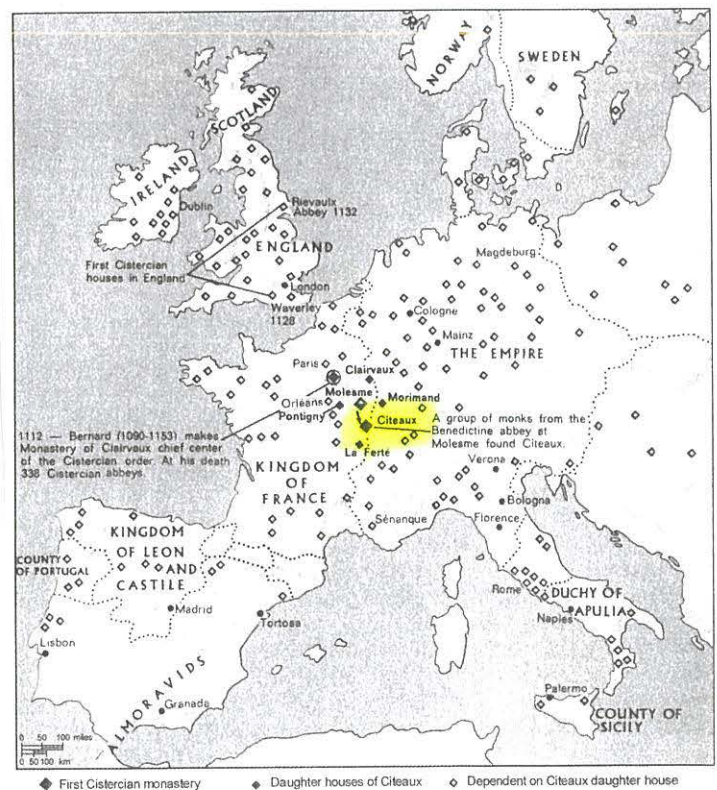 NORWAY
SWEDEN
SCOTLAND
IRELAND
Dublin
Rievaulx
Abbey 1132
ENGLAND
First Cistercian
houses in England
London
Waverley
1128
Magdeburg
Cologne
Mainz
THE EMPIRE
Paris
Clairvaux
Orléans
Molesme
Morimand
Pontigny
Citeaux
A group of monks from the
Benedictine abbey at
Molesme found Citeaux.
La Ferté
1112 — Bernard (1090-1153) makes
Monastery of Clairvaux chief center
of the Cistercian order. At his death
338 Cistercian abbeys.
KINGDOM
OF
FRANCE
Verona
Bologna
Florence
Sénanque
KINGDOM
OF LEON
AND
CASTILE
COUNTY
OF PORTUGAL
Madrid
Tortosa
Lisbon
ALMORAVIDS
Granada
Rome
DUCHY OF
APULIA
Naples
Palermo
COUNTY OF
SICILY
0 50 100 miles
0 50 100 km
First Cistercian monastery
Daughter houses of Citeaux
Dependent on Citeaux daughter house